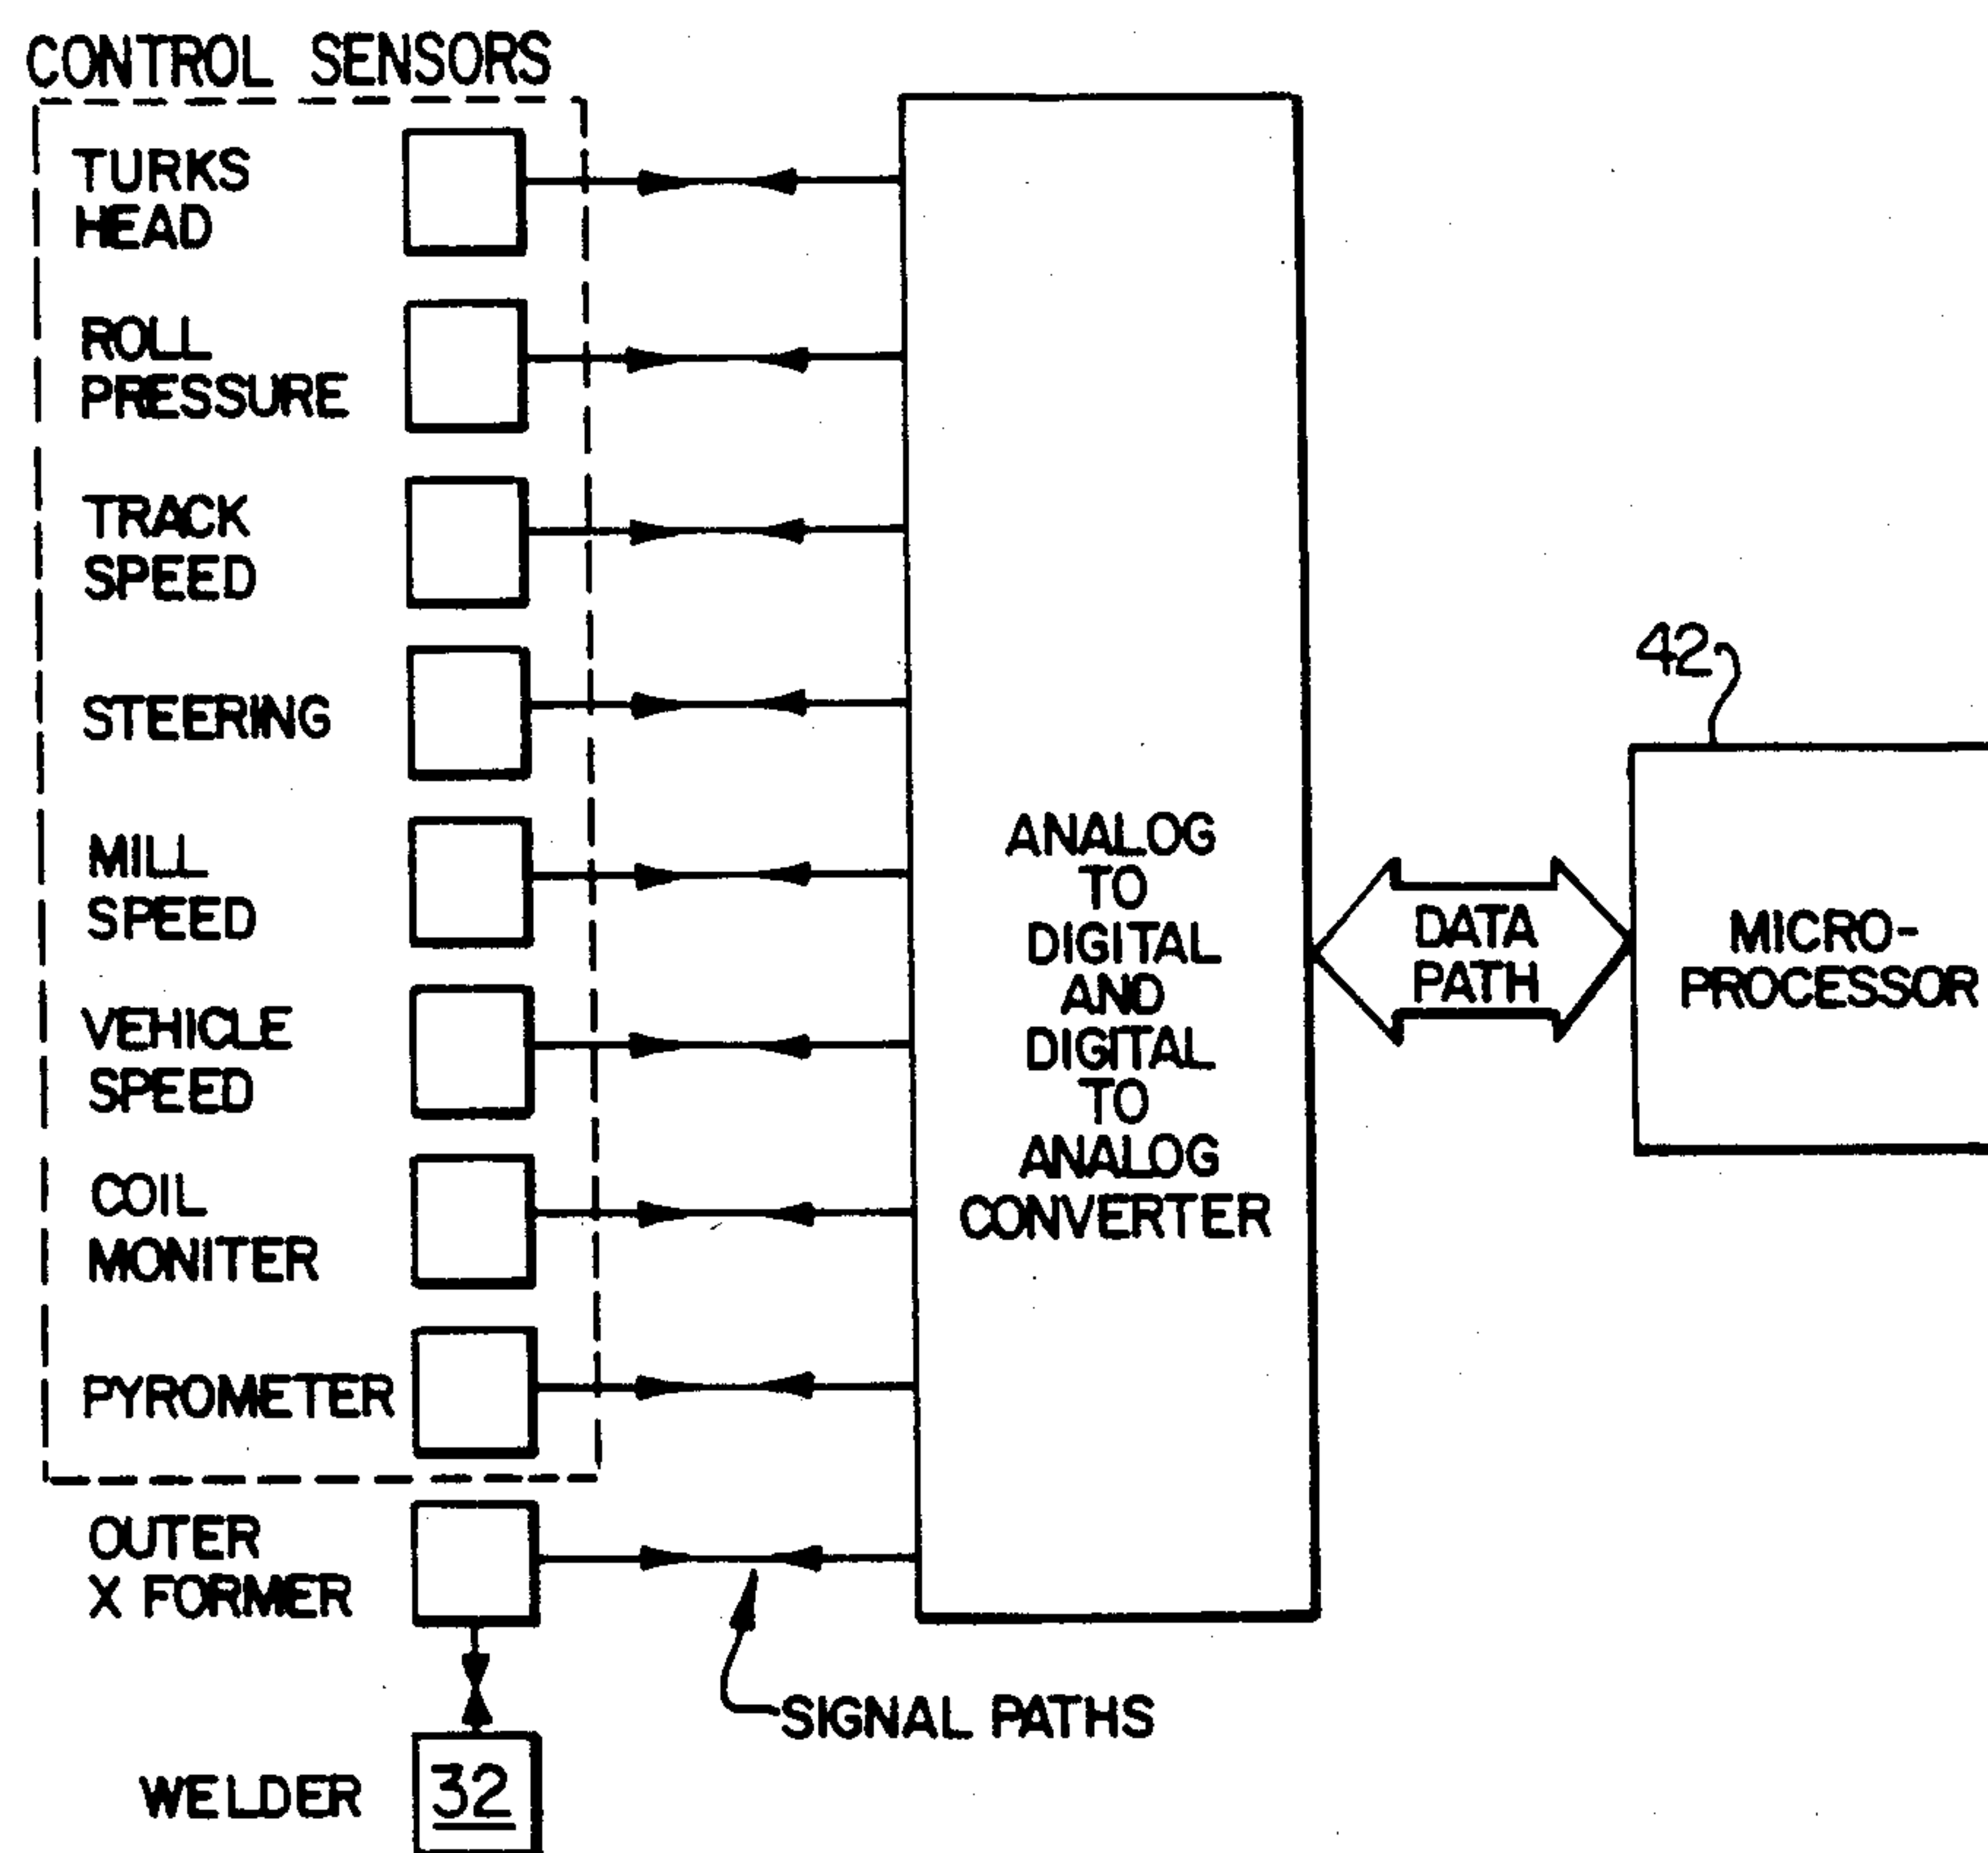 CONTROL SENSORS
TURKS
HEAD
ROLL
PRESSURE
TRACK
SPEED
STEERING
MILL
SPEED
VEHICLE
SPEED
COIL
MONITER
PYROMETER
OUTER
X FORMER
WELDER
32
SIGNAL PATHS
ANALOG
TO
DIGITAL
AND
DIGITAL
TO
ANALOG
CONVERTER
DATA
PATH
42
MICRO-
PROCESSOR